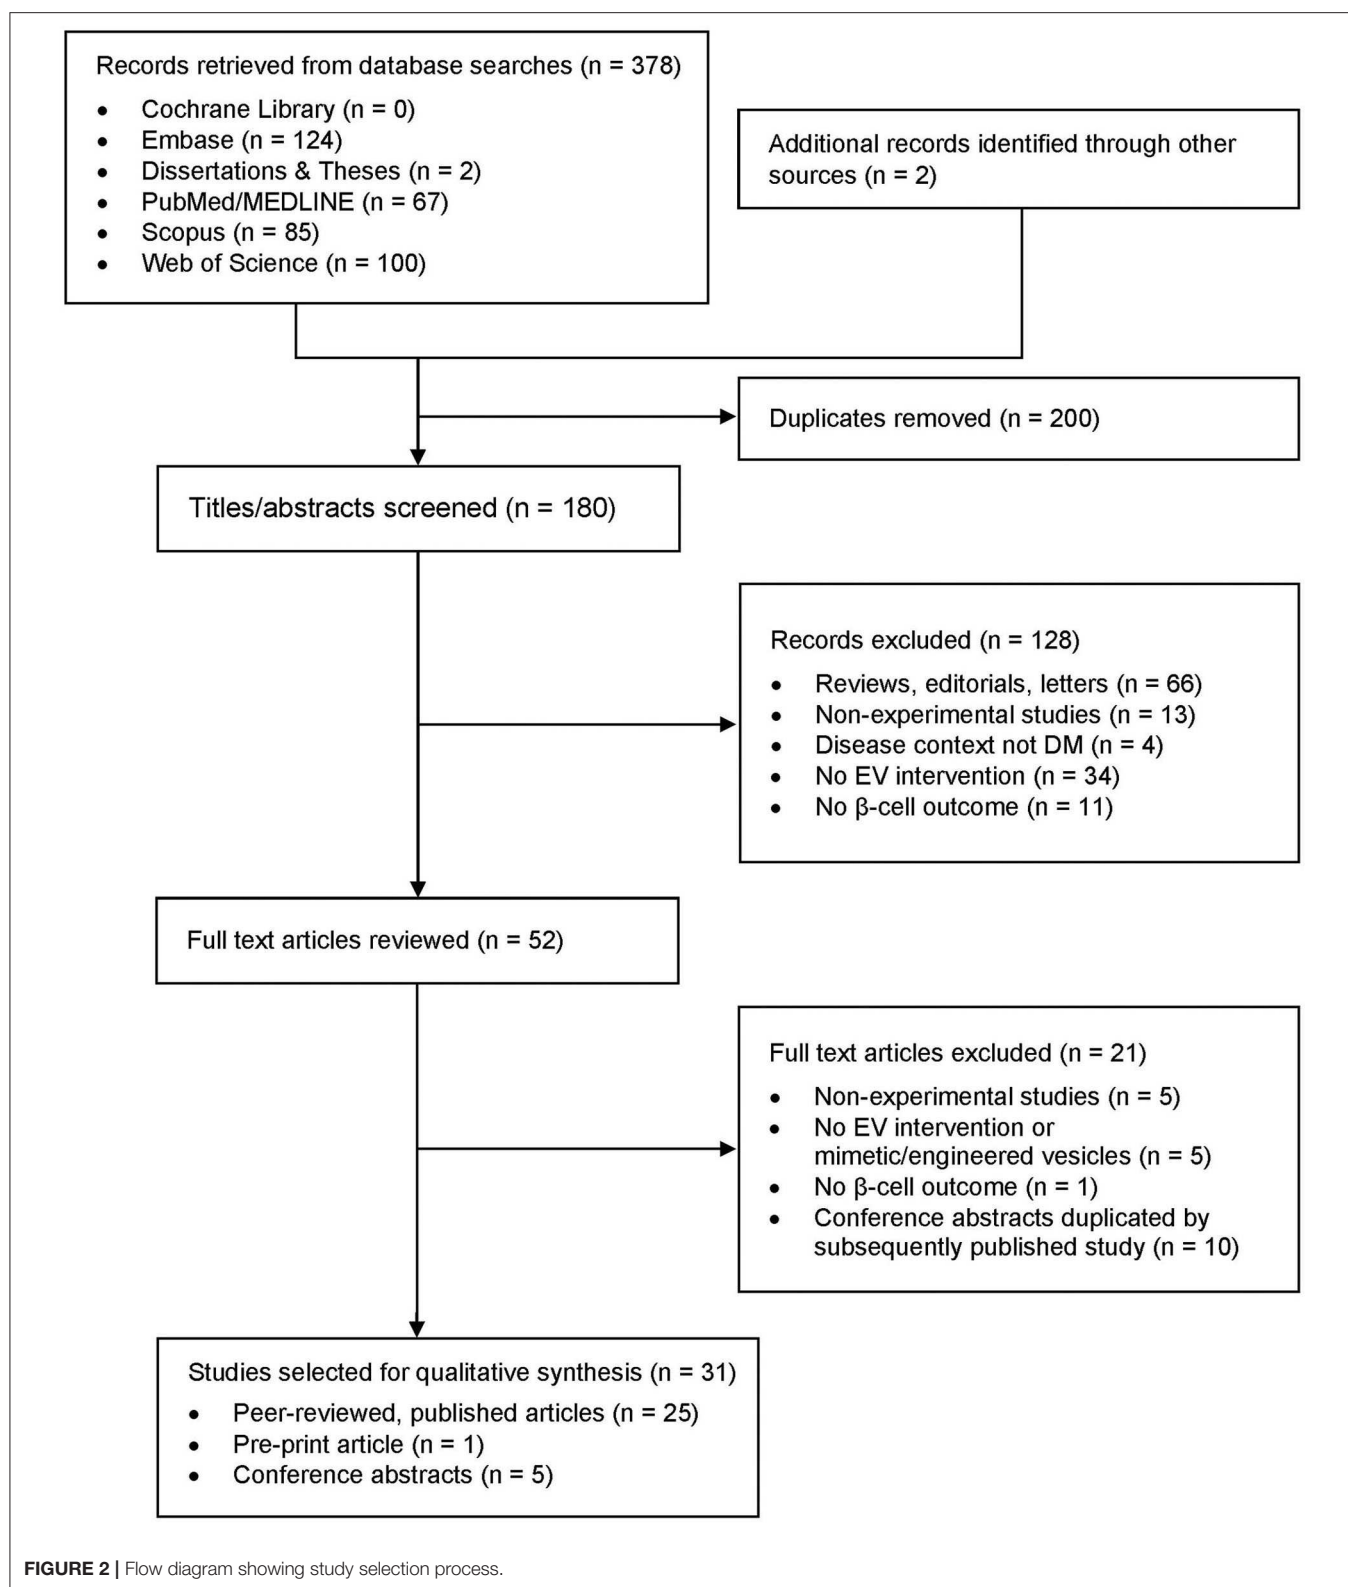 Records retrieved from database searches (n = 378)
• Cochrane Library (n = 0)
• Embase (n = 124)
• Dissertations & Theses (n = 2)
• PubMed/MEDLINE (n = 67)
• Scopus (n = 85)
• Web of Science (n = 100)
Additional records identified through other
sources (n = 2)
Duplicates removed (n = 200)
Titles/abstracts screened (n = 180)
Records excluded (n = 128)
• Reviews, editorials, letters (n = 66)
• Non-experimental studies (n = 13)
• Disease context not DM (n = 4)
• No EV intervention (n = 34)
• No β-cell outcome (n = 11)
Full text articles reviewed (n = 52)
Full text articles excluded (n = 21)
• Non-experimental studies (n = 5)
• No EV intervention or
mimetic/engineered vesicles (n = 5)
• No β-cell outcome (n = 1)
• Conference abstracts duplicated by
subsequently published study (n = 10)
Studies selected for qualitative synthesis (n = 31)
• Peer-reviewed, published articles (n = 25)
• Pre-print article (n = 1)
• Conference abstracts (n = 5)
FIGURE 2 | Flow diagram showing study selection process.